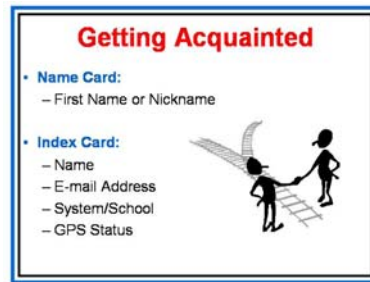 Getting Acquainted
• Name Card:
– First Name or Nickname
• Index Card:
– Name
– E-mail Address
– System/School
– GPS Status